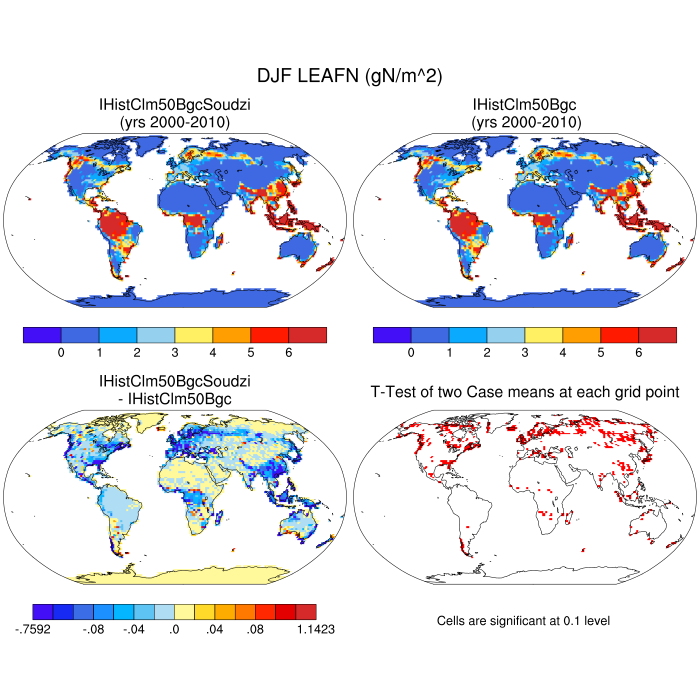 DJF LEAFN (gN/m^2)
IHistClm50BgcSoudzi
(yrs 2000-2010)
IHistClm50Bgc
(yrs 2000-2010)
0 1 2 3 4 5 6
0 1 2 3 4 5 6
IHistClm50BgcSoudzi
- IHistClm50Bgc
T-Test of two Case means at each grid point
-.7592 -.08 -.04 .0 .04 .08 1.1423
Cells are significant at 0.1 level